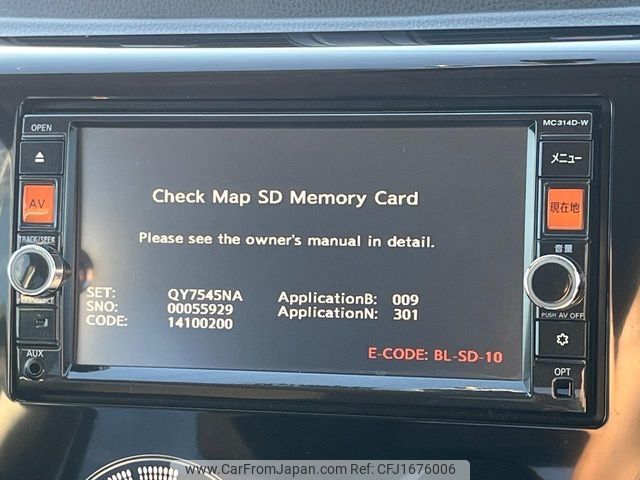 OPEN
MC314D-W
メニュー
AV
現在地
TRACK/SEEK
音量
PUSH AV OFF
AUX
OPT
Check Map SD Memory Card
Please see the owner's manual in detail.
SET: QY7545NA ApplicationB: 009
SNO: 00055929 ApplicationN: 301
CODE: 14100200
E-CODE: BL-SD-10
www.CarFromJapan.com - CFJ1676006